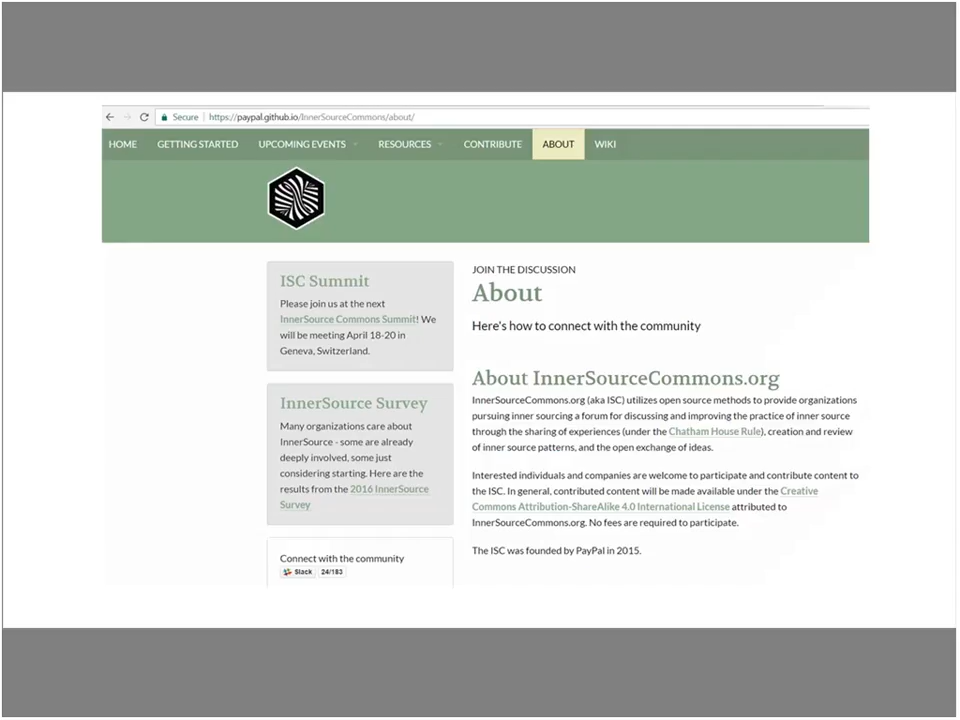 Secure | https://paypal.github.io/InnerSourceCommons/about/
HOME GETTING STARTED UPCOMING EVENTS RESOURCES CONTRIBUTE ABOUT WIKI
ISC Summit
Please join us at the next
InnerSource Commons Summit! We
will be meeting April 18-20 in
Geneva, Switzerland.
InnerSource Survey
Many organizations care about
InnerSource - some are already
deeply involved, some just
considering starting. Here are the
results from the 2016 InnerSource
Survey
Connect with the community
Slack 24/183
JOIN THE DISCUSSION
About
Here's how to connect with the community
About InnerSourceCommons.org
InnerSourceCommons.org (aka ISC) utilizes open source methods to provide organizations
pursuing inner sourcing a forum for discussing and improving the practice of inner source
through the sharing of experiences (under the Chatham House Rule), creation and review
of inner source patterns, and the open exchange of ideas.
Interested individuals and companies are welcome to participate and contribute content to
the ISC. In general, contributed content will be made available under the Creative
Commons Attribution-ShareAlike 4.0 International License attributed to
InnerSourceCommons.org. No fees are required to participate.
The ISC was founded by PayPal in 2015.